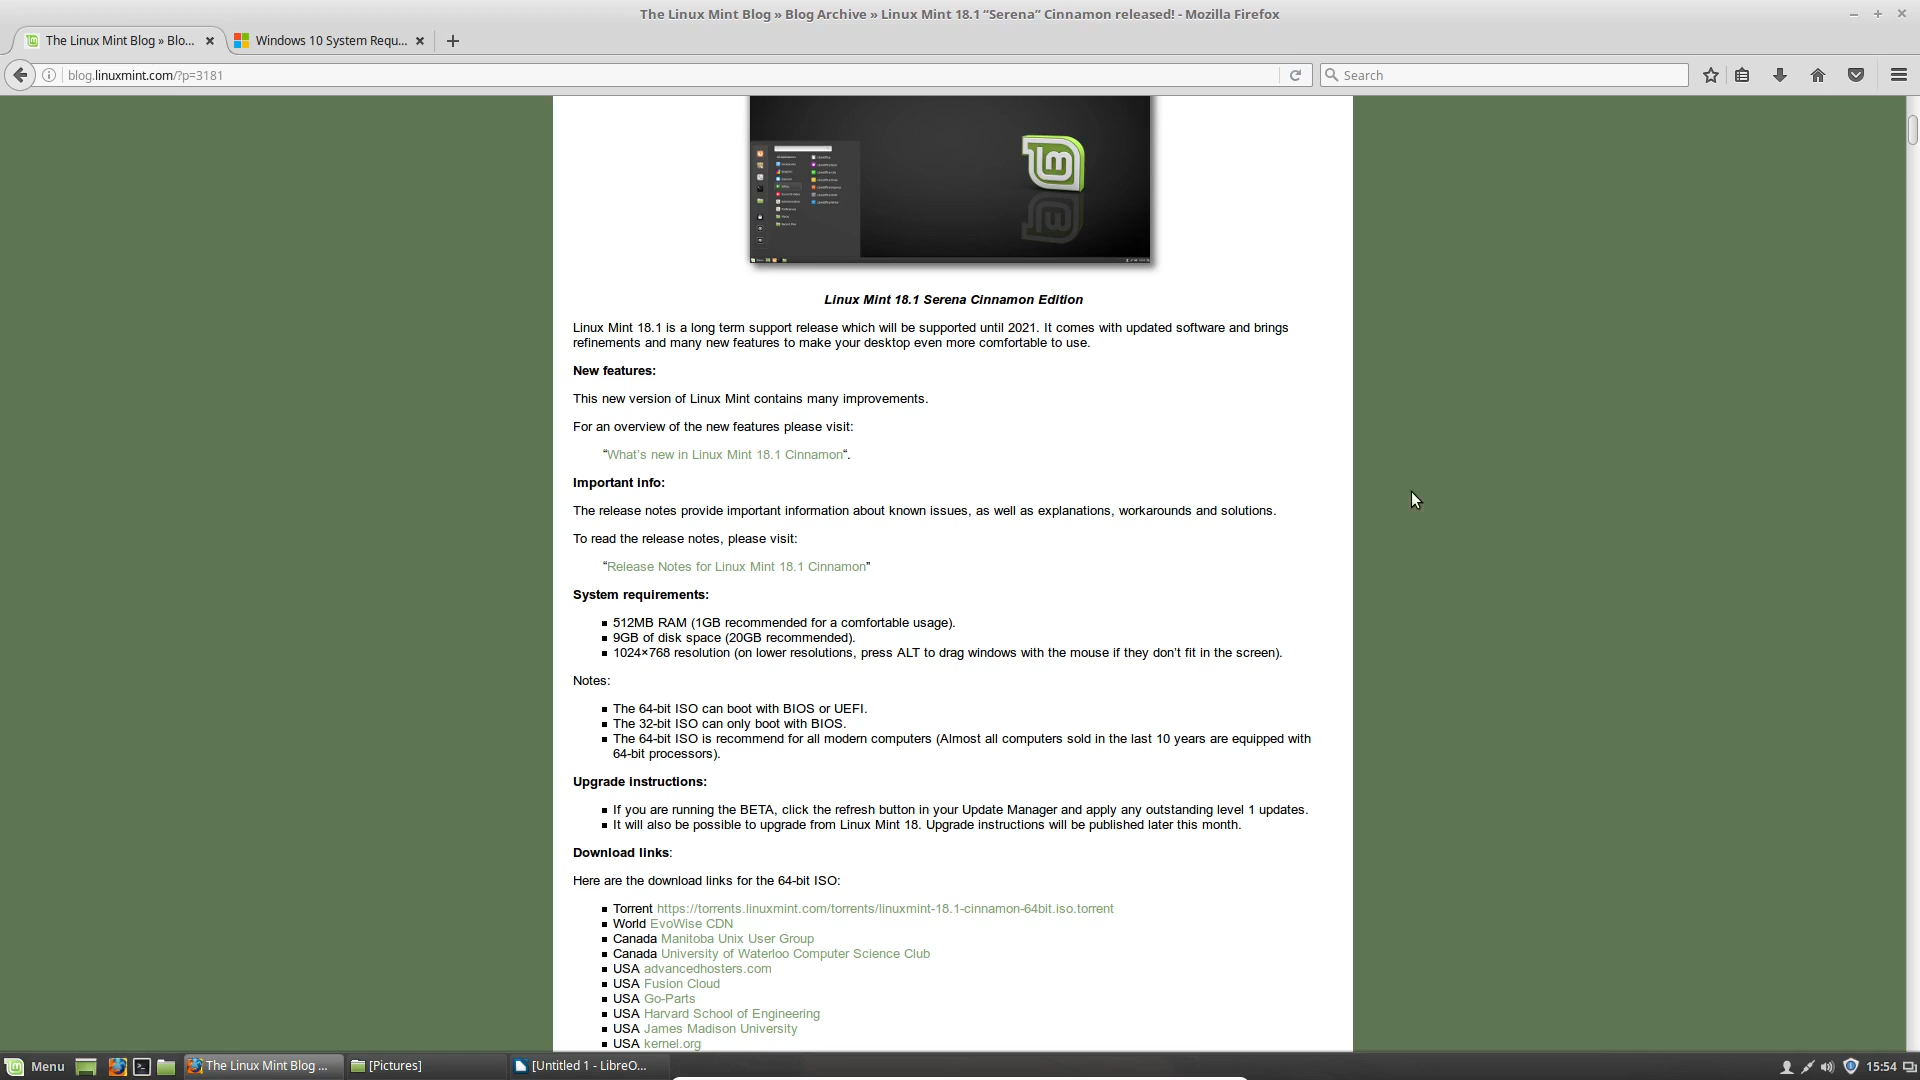 The Linux Mint Blog » Blog Archive » Linux Mint 18.1 “Serena” Cinnamon released! - Mozilla Firefox
The Linux Mint Blog » Blo...
Windows 10 System Requ...
blog.linuxmint.com/?p=3181
Search
Linux Mint 18.1 Serena Cinnamon Edition
Linux Mint 18.1 is a long term support release which will be supported until 2021. It comes with updated software and brings
refinements and many new features to make your desktop even more comfortable to use.
New features:
This new version of Linux Mint contains many improvements.
For an overview of the new features please visit:
“What’s new in Linux Mint 18.1 Cinnamon“.
Important info:
The release notes provide important information about known issues, as well as explanations, workarounds and solutions.
To read the release notes, please visit:
“Release Notes for Linux Mint 18.1 Cinnamon”
System requirements:
512MB RAM (1GB recommended for a comfortable usage).
9GB of disk space (20GB recommended).
1024×768 resolution (on lower resolutions, press ALT to drag windows with the mouse if they don’t fit in the screen).
Notes:
The 64-bit ISO can boot with BIOS or UEFI.
The 32-bit ISO can only boot with BIOS.
The 64-bit ISO is recommend for all modern computers (Almost all computers sold in the last 10 years are equipped with
64-bit processors).
Upgrade instructions:
If you are running the BETA, click the refresh button in your Update Manager and apply any outstanding level 1 updates.
It will also be possible to upgrade from Linux Mint 18. Upgrade instructions will be published later this month.
Download links:
Here are the download links for the 64-bit ISO:
Torrent https://torrents.linuxmint.com/torrents/linuxmint-18.1-cinnamon-64bit.iso.torrent
World EvoWise CDN
Canada Manitoba Unix User Group
Canada University of Waterloo Computer Science Club
USA advancedhosters.com
USA Fusion Cloud
USA Go-Parts
USA Harvard School of Engineering
USA James Madison University
USA kernel.org
Menu
The Linux Mint Blog ...
[Pictures]
[Untitled 1 - LibreO...
15:54